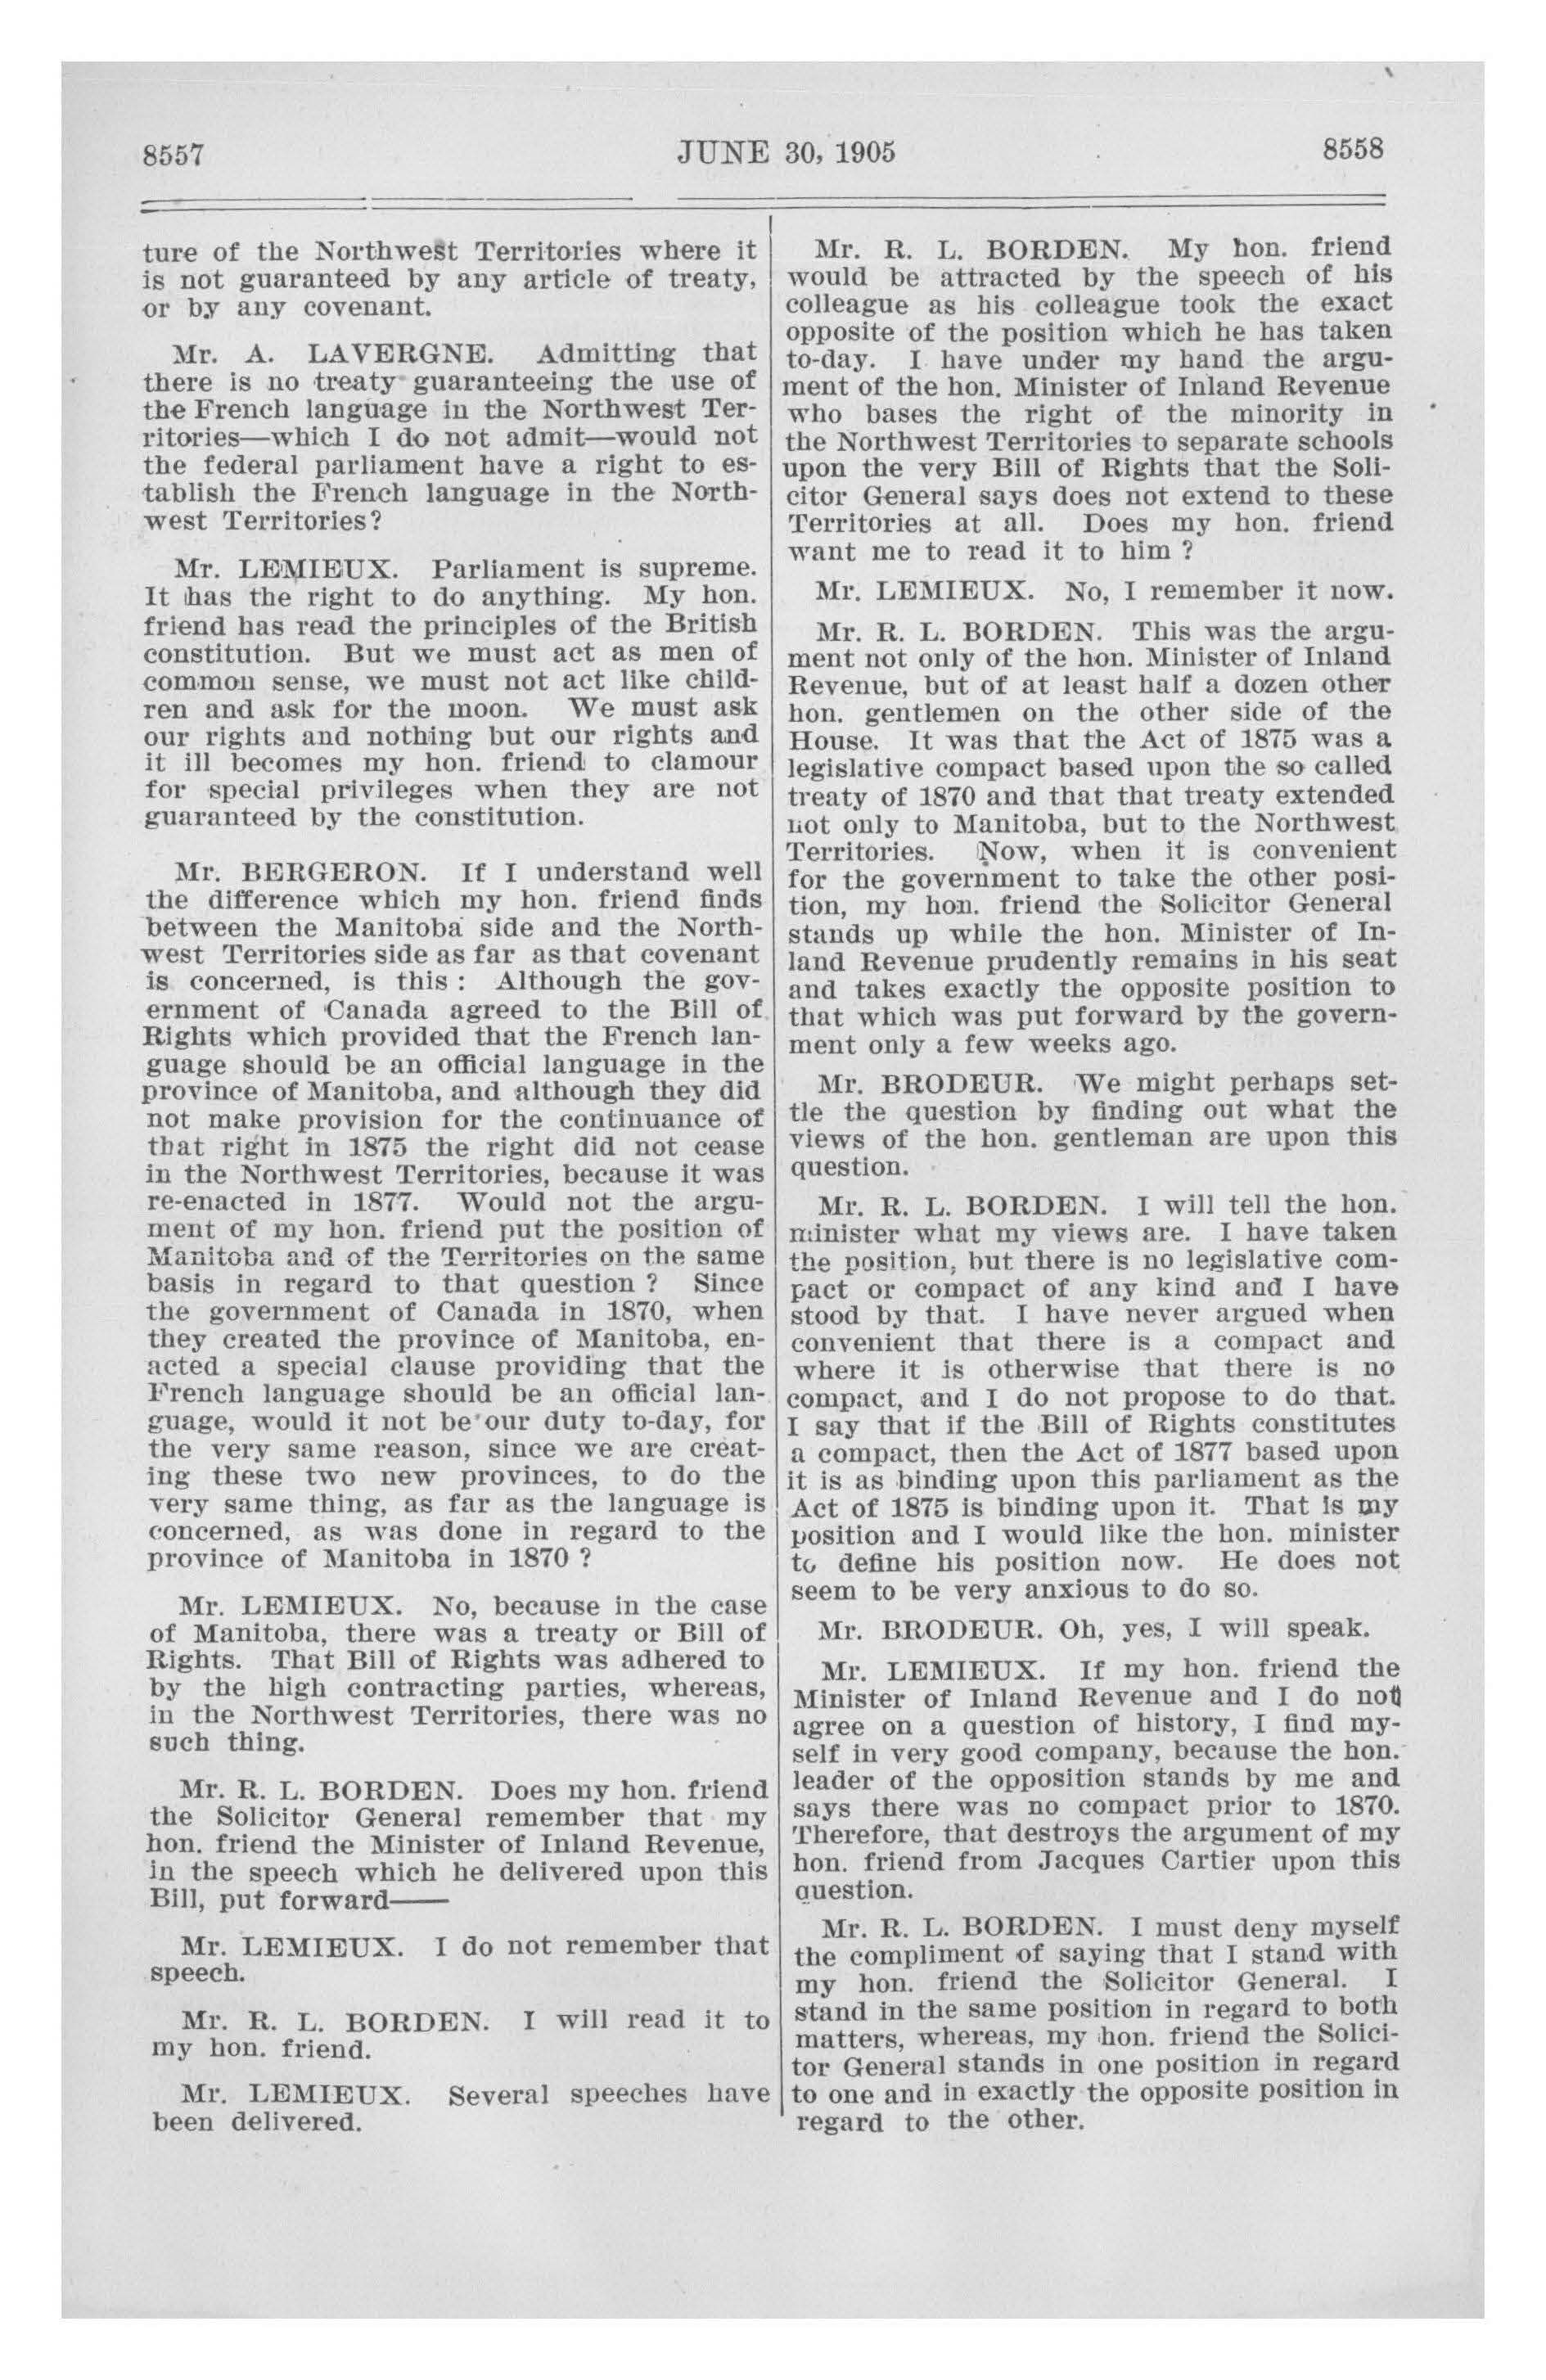 8557
JUNE 30, 1905
8558
ture of the Northwest Territories where it
is not guaranteed by any article of treaty,
or by any covenant.
Mr. A. LAVERGNE. Admitting that
there is no treaty guaranteeing the use of
the French language in the Northwest Ter-
ritories—which I do not admit—would not
the federal parliament have a right to es-
tablish the French language in the North-
west Territories?
Mr. LEMIEUX. Parliament is supreme.
It has the right to do anything. My hon.
friend has read the principles of the British
constitution. But we must act as men of
common sense, we must not act like child-
ren and ask for the moon. We must ask
our rights and nothing but our rights and
it ill becomes my hon. friend to clamour
for special privileges when they are not
guaranteed by the constitution.
Mr. BERGERON. If I understand well
the difference which my hon. friend finds
between the Manitoba side and the North-
west Territories side as far as that covenant
is concerned, is this : Although the gov-
ernment of Canada agreed to the Bill of
Rights which provided that the French lan-
guage should be an official language in the
province of Manitoba, and although they did
not make provision for the continuance of
that right in 1875 the right did not cease
in the Northwest Territories, because it was
re-enacted in 1877. Would not the argu-
ment of my hon. friend put the position of
Manitoba and of the Territories on the same
basis in regard to that question ? Since
the government of Canada in 1870, when
they created the province of Manitoba, en-
acted a special clause providing that the
French language should be an official lan-
guage, would it not be our duty to-day, for
the very same reason, since we are creat-
ing these two new provinces, to do the
very same thing, as far as the language is
concerned, as was done in regard to the
province of Manitoba in 1870 ?
Mr. LEMIEUX. No, because in the case
of Manitoba, there was a treaty or Bill of
Rights. That Bill of Rights was adhered to
by the high contracting parties, whereas,
in the Northwest Territories, there was no
such thing.
Mr. R. L. BORDEN. Does my hon. friend
the Solicitor General remember that my
hon. friend the Minister of Inland Revenue,
in the speech which he delivered upon this
Bill, put forward——
Mr. LEMIEUX. I do not remember that
speech.
Mr. R. L. BORDEN. I will read it to
my hon. friend.
Mr. LEMIEUX. Several speeches have
been delivered.
Mr. R. L. BORDEN. My hon. friend
would be attracted by the speech of his
colleague as his colleague took the exact
opposite of the position which he has taken
to-day. I have under my hand the argu-
ment of the hon. Minister of Inland Revenue
who bases the right of the minority in
the Northwest Territories to separate schools
upon the very Bill of Rights that the Soli-
citor General says does not extend to these
Territories at all. Does my hon. friend
want me to read it to him ?
Mr. LEMIEUX. No, I remember it now.
Mr. R. L. BORDEN. This was the argu-
ment not only of the hon. Minister of Inland
Revenue, but of at least half a dozen other
hon. gentlemen on the other side of the
House. It was that the Act of 1875 was a
legislative compact based upon the so called
treaty of 1870 and that that treaty extended
not only to Manitoba, but to the Northwest
Territories. Now, when it is convenient
for the government to take the other posi-
tion, my hon. friend the Solicitor General
stands up while the hon. Minister of In-
land Revenue prudently remains in his seat
and takes exactly the opposite position to
that which was put forward by the govern-
ment only a few weeks ago.
Mr. BRODEUR. We might perhaps set-
tle the question by finding out what the
views of the hon. gentleman are upon this
question.
Mr. R. L. BORDEN. I will tell the hon.
minister what my views are. I have taken
the position, but there is no legislative com-
pact or compact of any kind and I have
stood by that. I have never argued when
convenient that there is a compact and
where it is otherwise that there is no
compact, and I do not propose to do that.
I say that if the Bill of Rights constitutes
a compact, then the Act of 1877 based upon
it is as binding upon this parliament as the
Act of 1875 is binding upon it. That is my
position and I would like the hon. minister
to define his position now. He does not
seem to be very anxious to do so.
Mr. BRODEUR. Oh, yes, I will speak.
Mr. LEMIEUX. If my hon. friend the
Minister of Inland Revenue and I do not
agree on a question of history, I find my-
self in very good company, because the hon.
leader of the opposition stands by me and
says there was no compact prior to 1870.
Therefore, that destroys the argument of my
hon. friend from Jacques Cartier upon this
question.
Mr. R. L. BORDEN. I must deny myself
the compliment of saying that I stand with
my hon. friend the Solicitor General. I
stand in the same position in regard to both
matters, whereas, my hon. friend the Solici-
tor General stands in one position in regard
to one and in exactly the opposite position in
regard to the other.